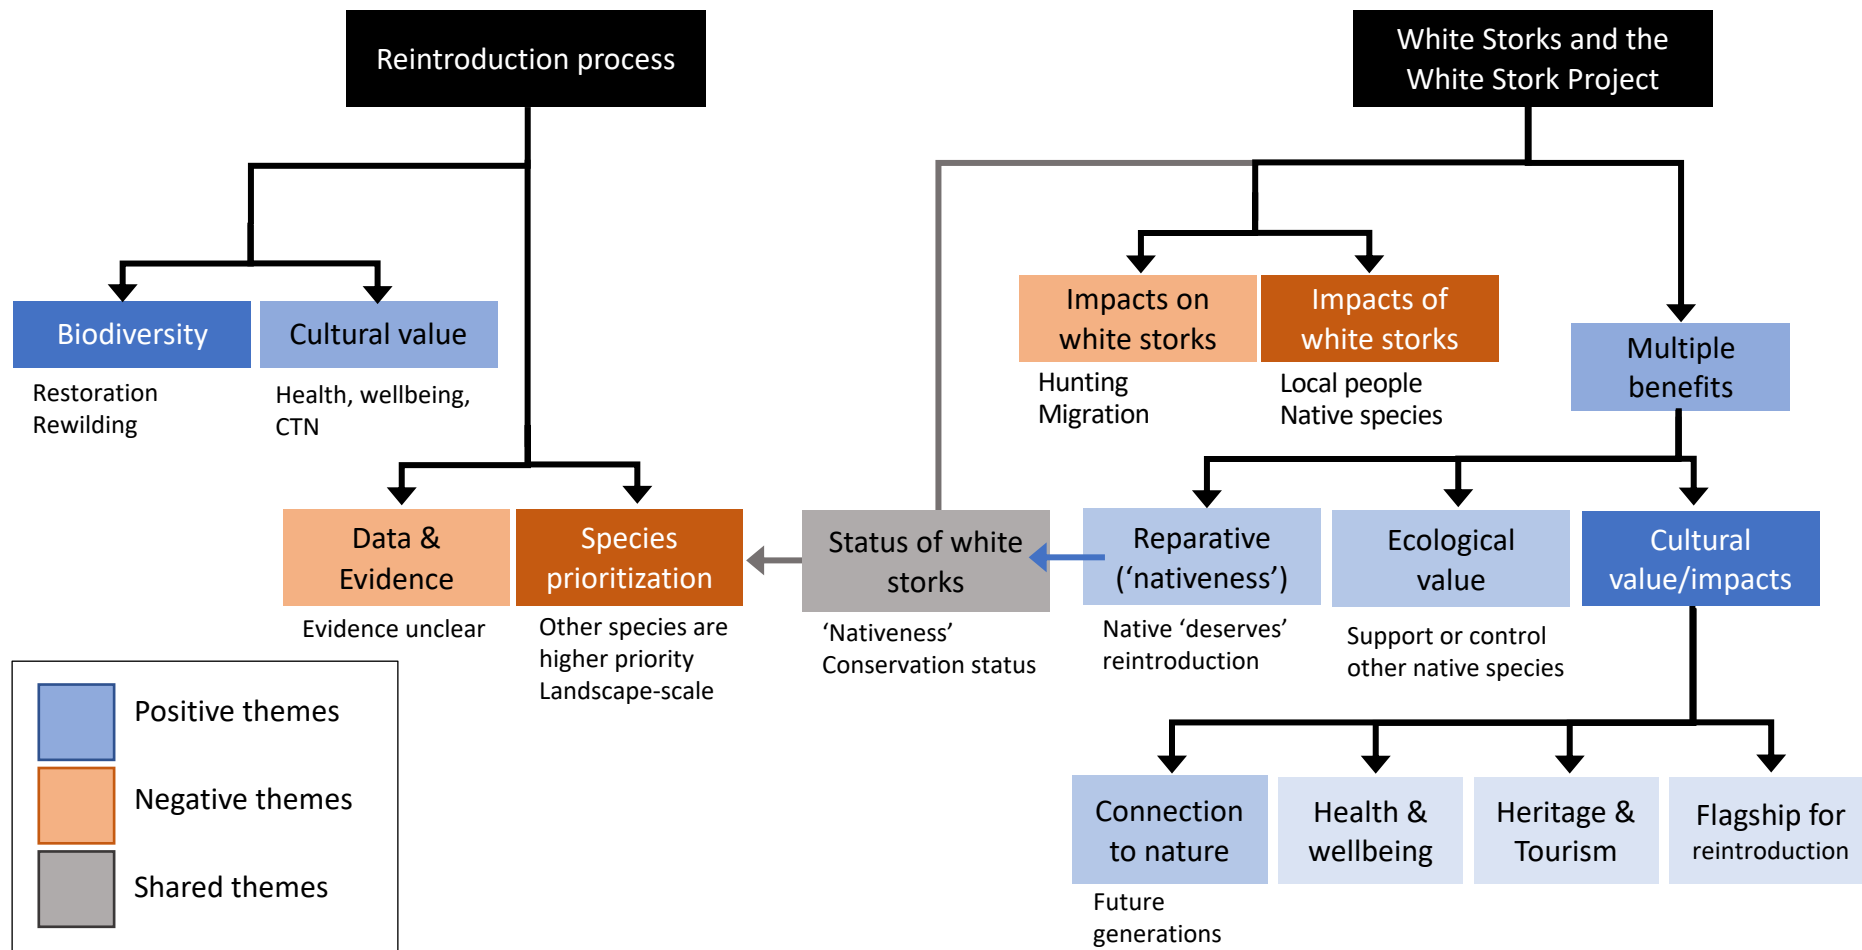 Reintroduction process
White Storks and the
White Stork Project
Biodiversity
Restoration
Rewilding
Cultural value
Health, wellbeing,
CTN
Impacts on
white storks
Hunting
Migration
Impacts of
white storks
Local people
Native species
Multiple
benefits
Data &
Evidence
Evidence unclear
Species
prioritization
Other species are
higher priority
Landscape-scale
Status of white
storks
‘Nativeness’
Conservation status
Reparative
(‘nativeness’)
Native ‘deserves’
reintroduction
Ecological
value
Support or control
other native species
Cultural
value/impacts
Positive themes
Negative themes
Shared themes
Connection
to nature
Future
generations
Health &
wellbeing
Heritage &
Tourism
Flagship for
reintroduction